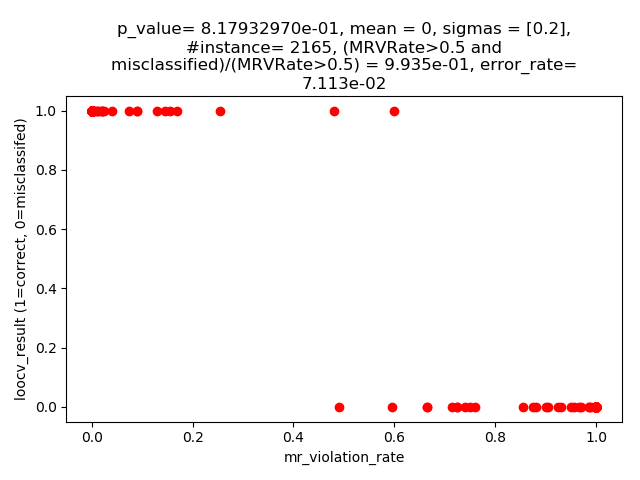 p_value= 8.17932970e-01, mean = 0, sigmas = [0.2],
#instance= 2165, (MRVRate>0.5 and
misclassified)/(MRVRate>0.5) = 9.935e-01, error_rate=
7.113e-02
loocv_result (1=correct, 0=misclassifed)
1.0
0.8
0.6
0.4
0.2
0.0
0.0 0.2 0.4 0.6 0.8 1.0
mr_violation_rate